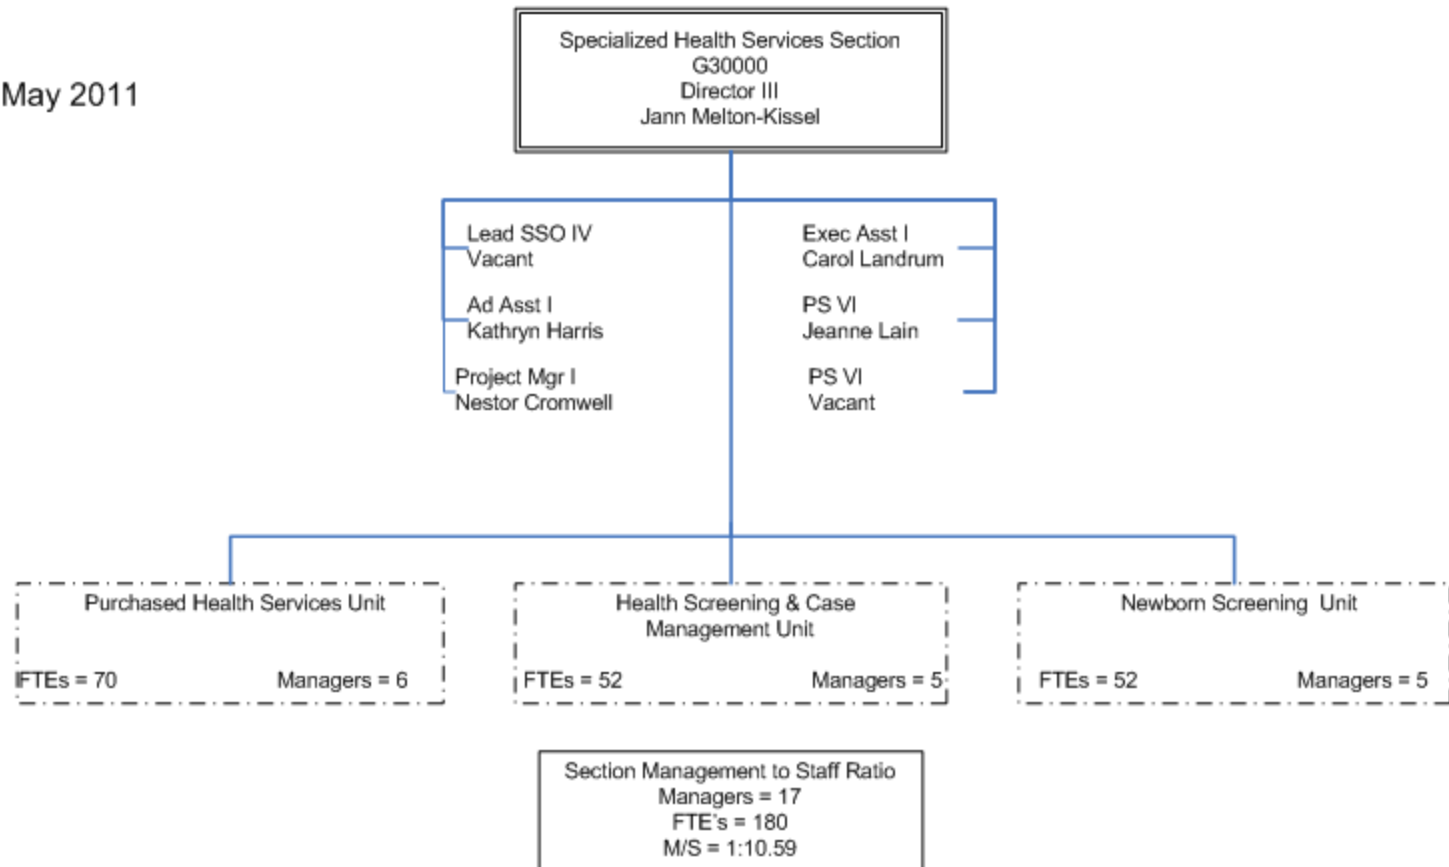 Specialized Health Services Section
G30000
Director III
Jann Melton-Kissel
May 2011
Lead SSO IV
Vacant
Ad Asst I
Kathryn Harris
Project Mgr I
Nestor Cromwell
Exec Asst I
Carol Landrum
PS VI
Jeanne Lain
PS VI
Vacant
Purchased Health Services Unit
FTEs = 70
Managers = 6
Health Screening & Case
Management Unit
FTEs = 52
Managers = 5
Newborn Screening Unit
FTEs = 52
Managers = 5
Section Management to Staff Ratio
Managers = 17
FTE's = 180
M/S = 1:10.59